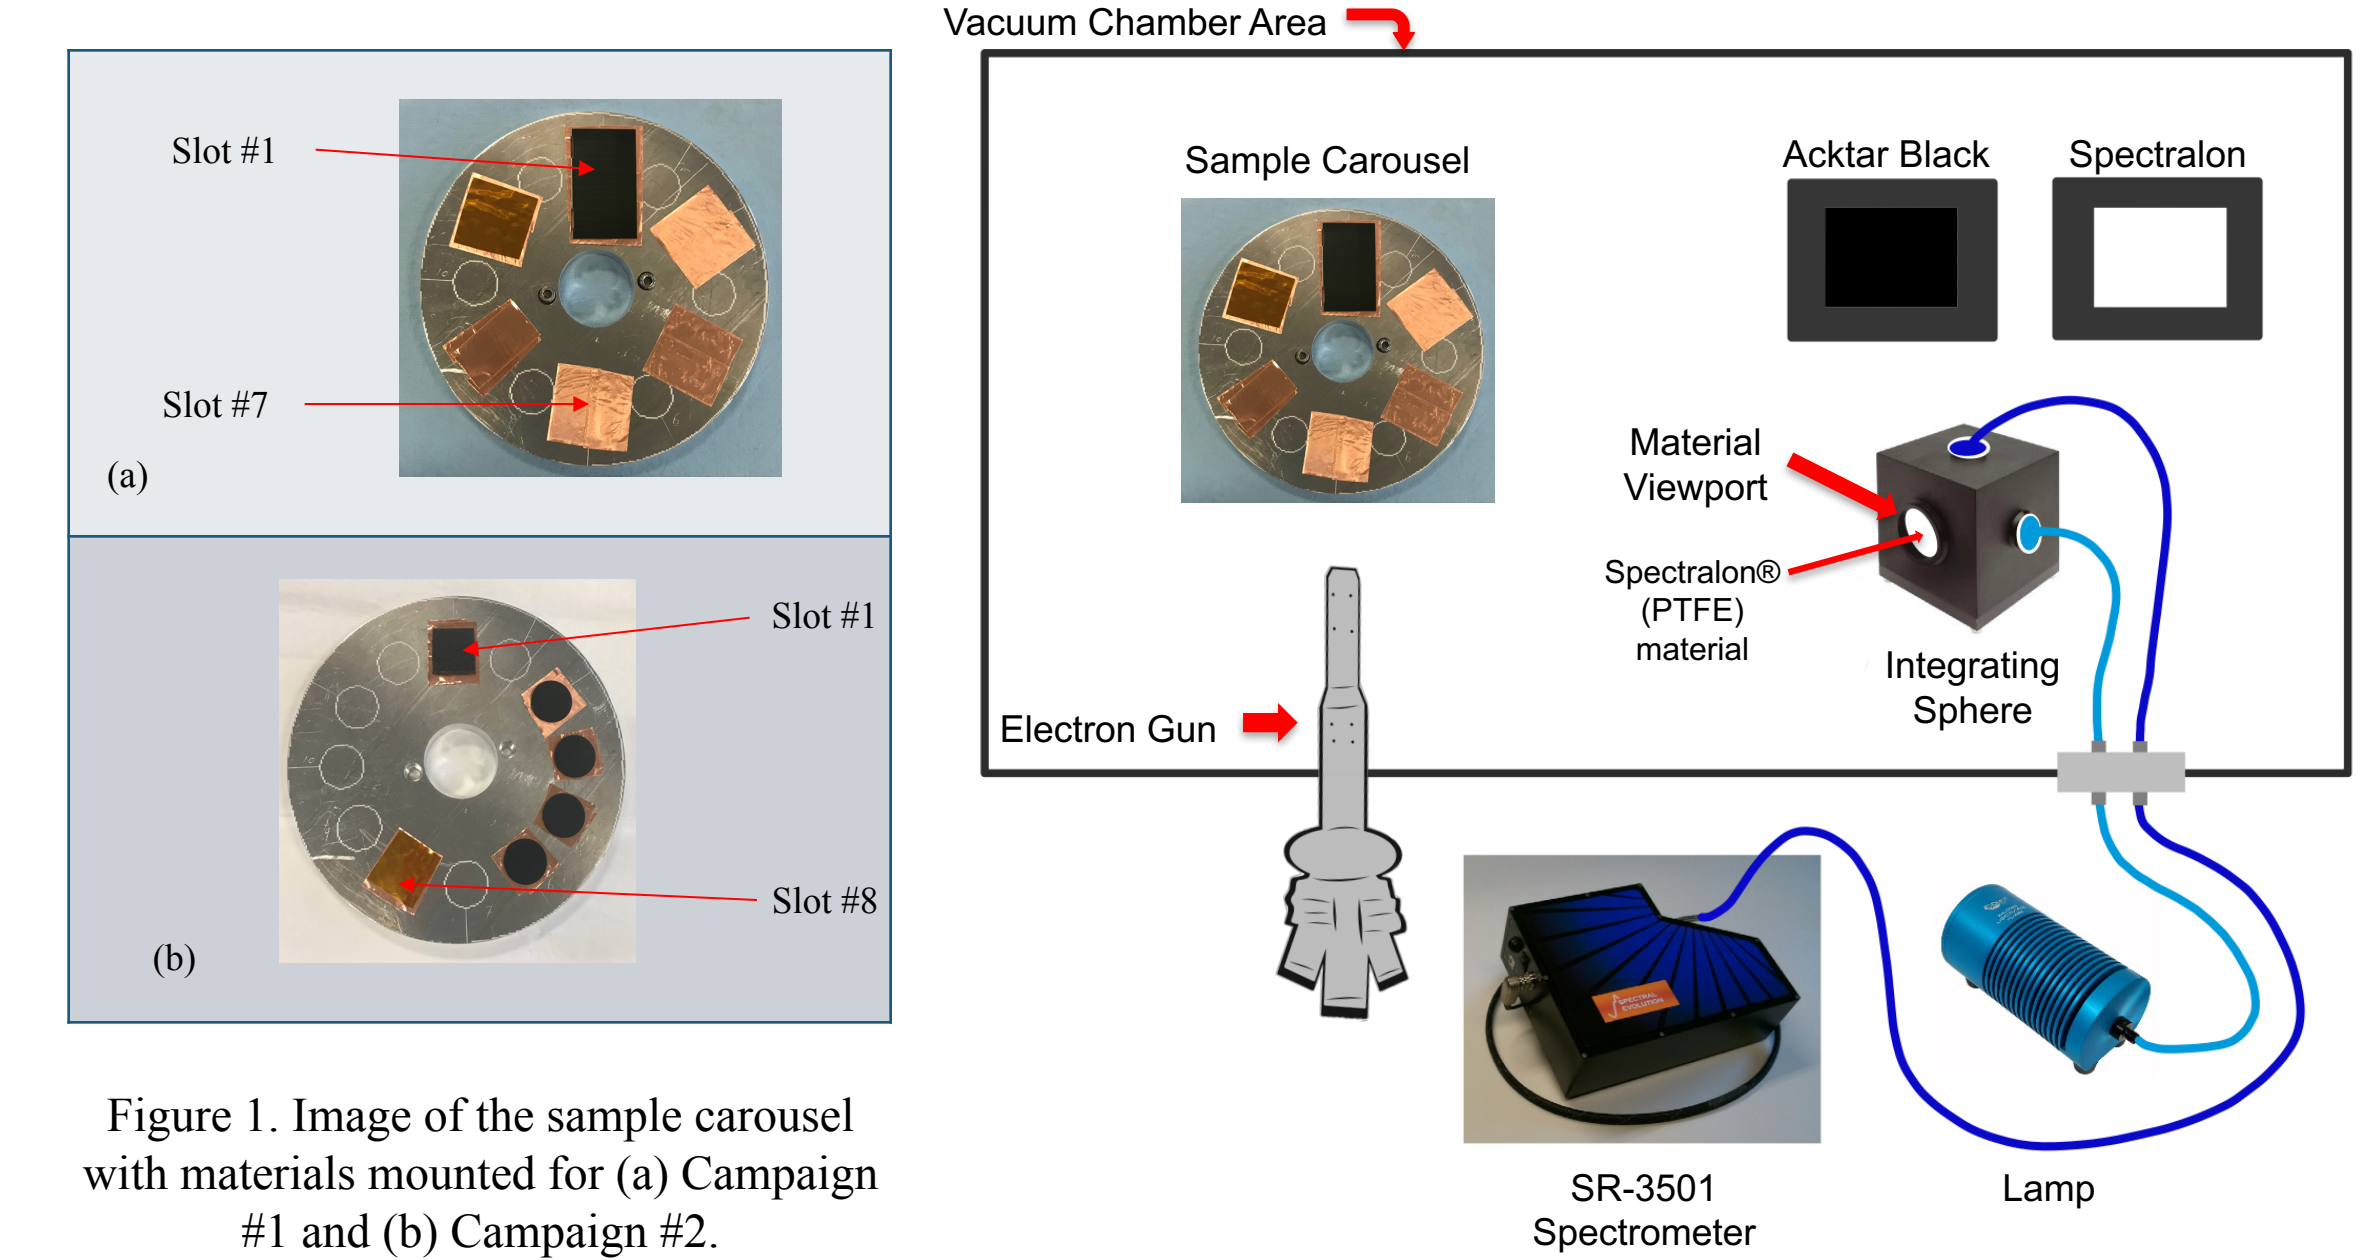 Vacuum Chamber Area
Slot #1
Slot #7
(a)
Slot #1
Slot #8
(b)
Figure 1. Image of the sample carousel
with materials mounted for (a) Campaign
#1 and (b) Campaign #2.
Sample Carousel
Acktar Black
Spectralon
Material
Viewport
Spectralon®
(PTFE)
material
Integrating
Sphere
Electron Gun
SPECTRAL
EVOLUTION
SR-3501
Spectrometer
Lamp